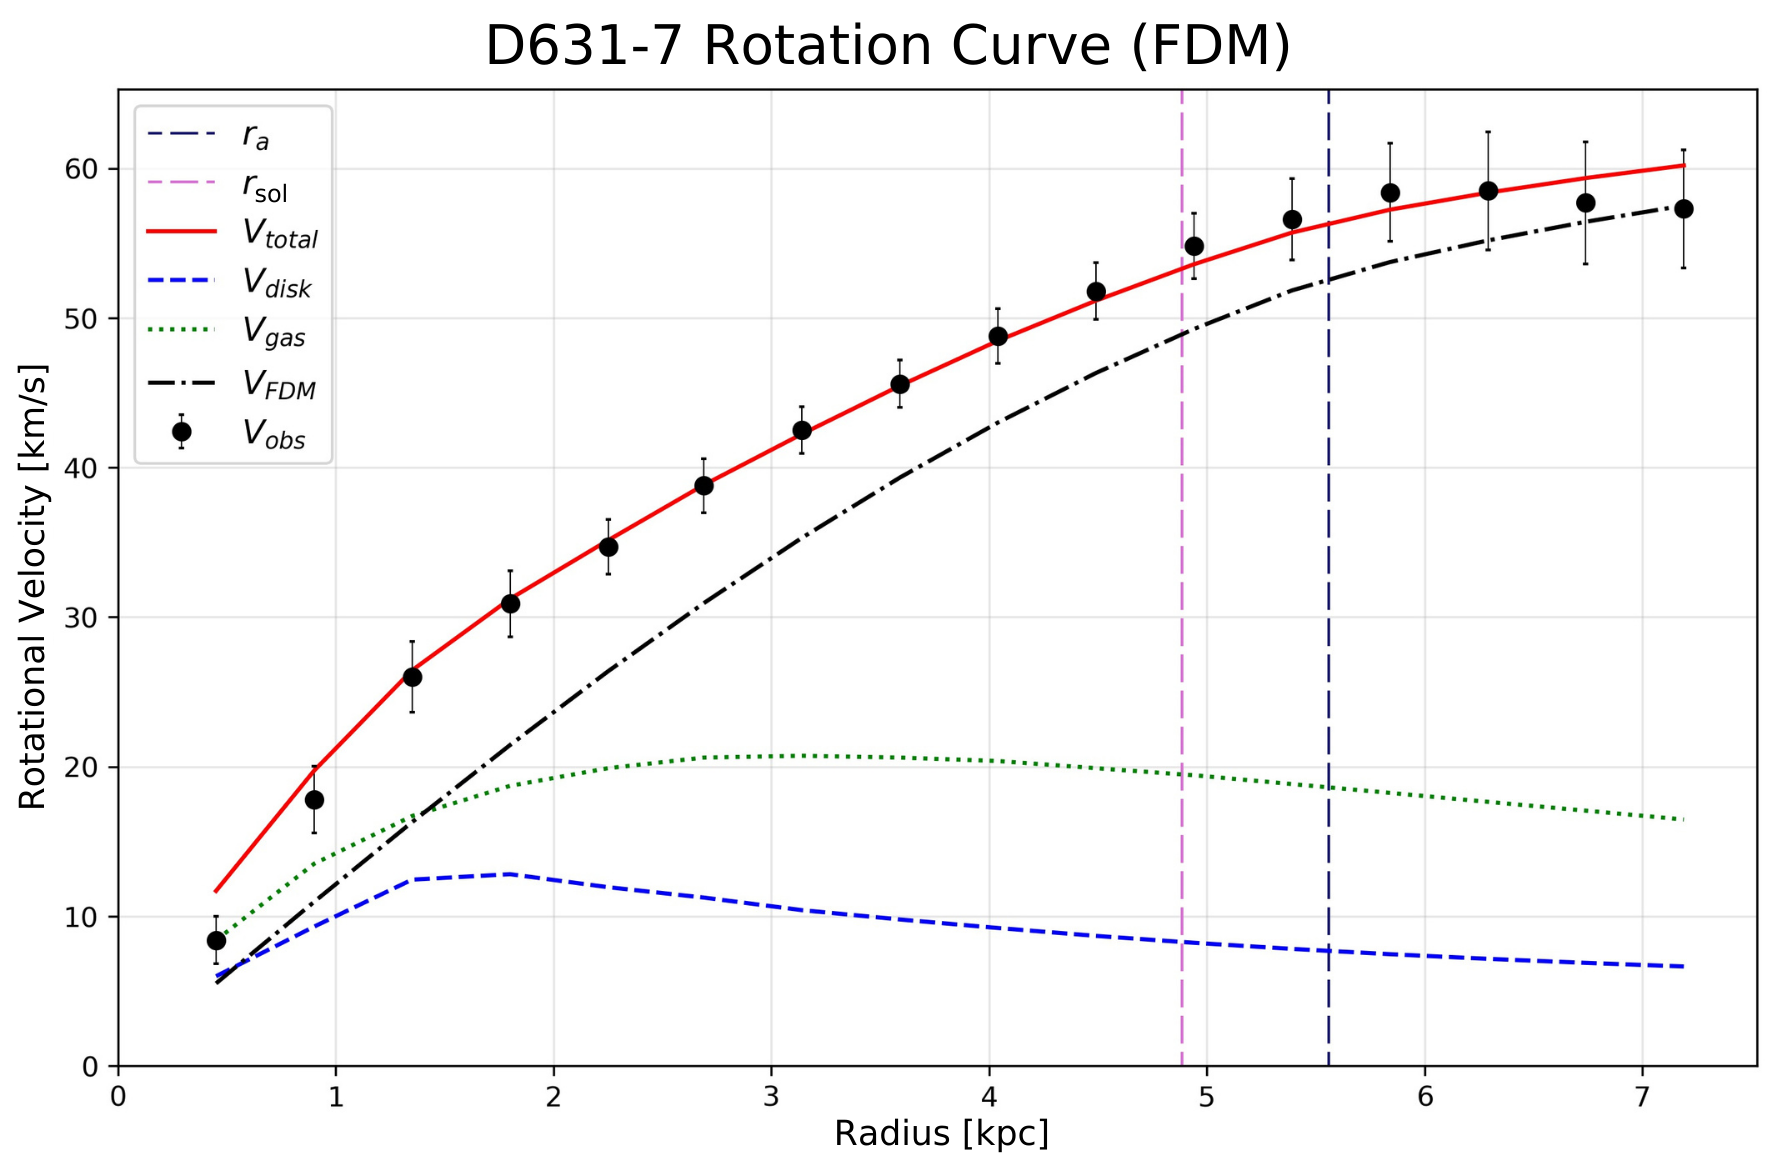 D631-7 Rotation Curve (FDM)
r_a
r_sol
V_total
V_disk
V_gas
V_FDM
V_obs
Rotational Velocity [km/s]
60
50
40
30
20
10
0
0 1 2 3 4 5 6 7
Radius [kpc]